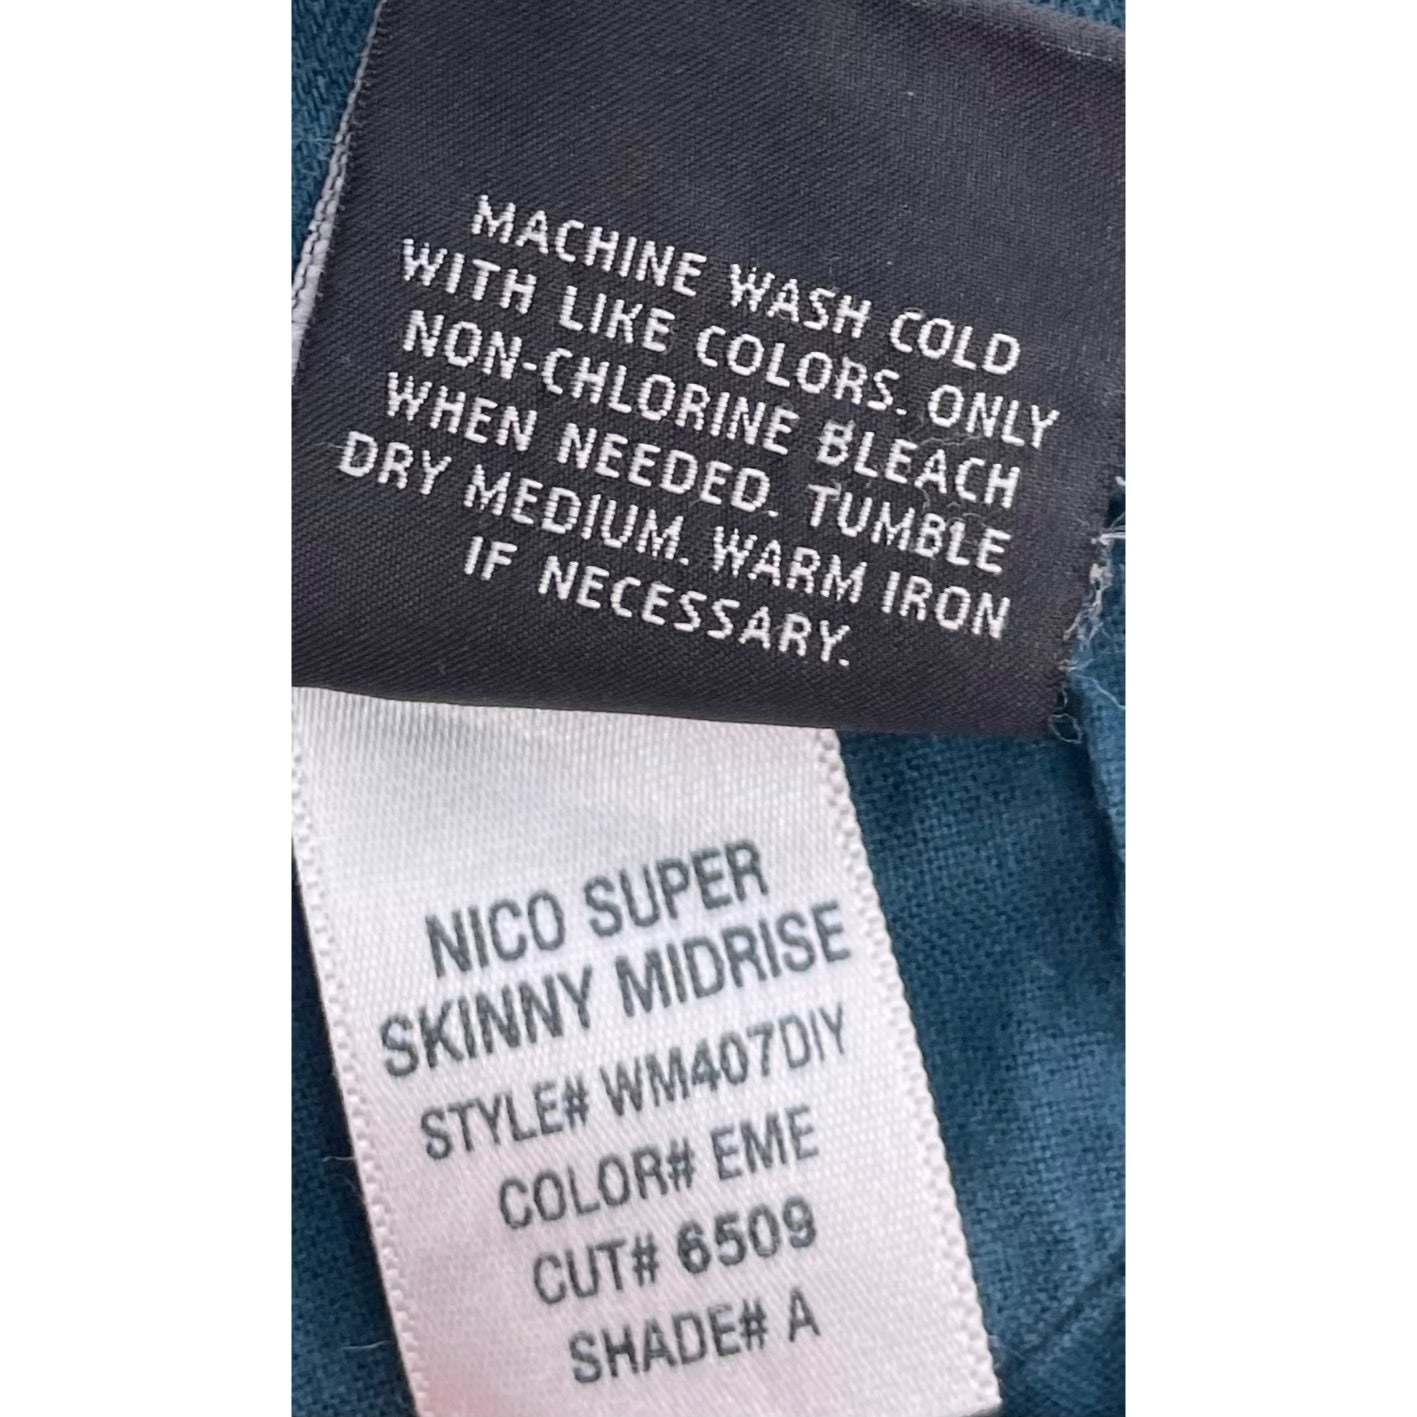 MACHINE WASH COLD
WITH LIKE COLORS. ONLY
NON-CHLORINE BLEACH
WHEN NEEDED. TUMBLE
DRY MEDIUM. WARM IRON
IF NECESSARY.
NICO SUPER
SKINNY MIDRISE
STYLE# WM407DIY
COLOR# EME
CUT# 6509
SHADE# A